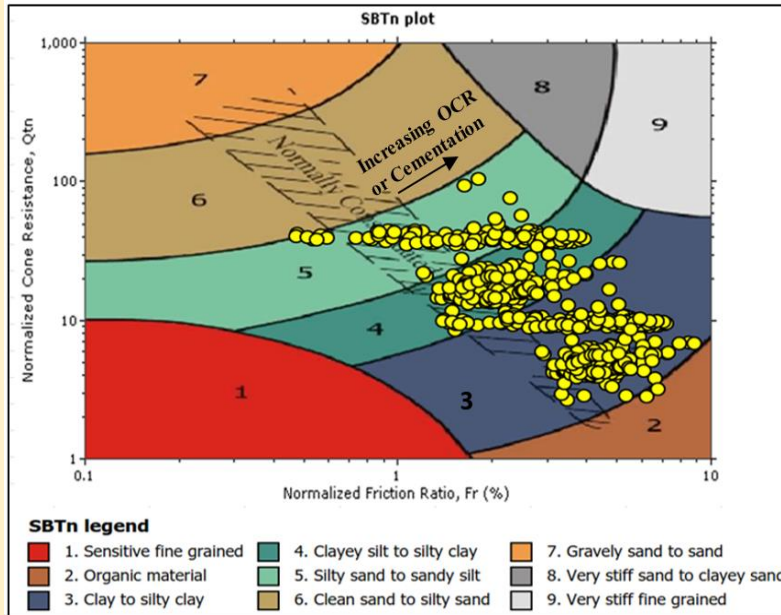 SBTn plot
Normalized Cone Resistance, Qtn
1,000
100
10
1
7
8
9
6
5
4
1
3
2
Increasing OCR
or Cementation
Normally
0.1
1
10
Normalized Friction Ratio, Fr (%)
SBTn legend
1. Sensitive fine grained
4. Clayey silt to silty clay
7. Gravely sand to sand
2. Organic material
5. Silty sand to sandy silt
8. Very stiff sand to clayey sand
3. Clay to silty clay
6. Clean sand to silty sand
9. Very stiff fine grained